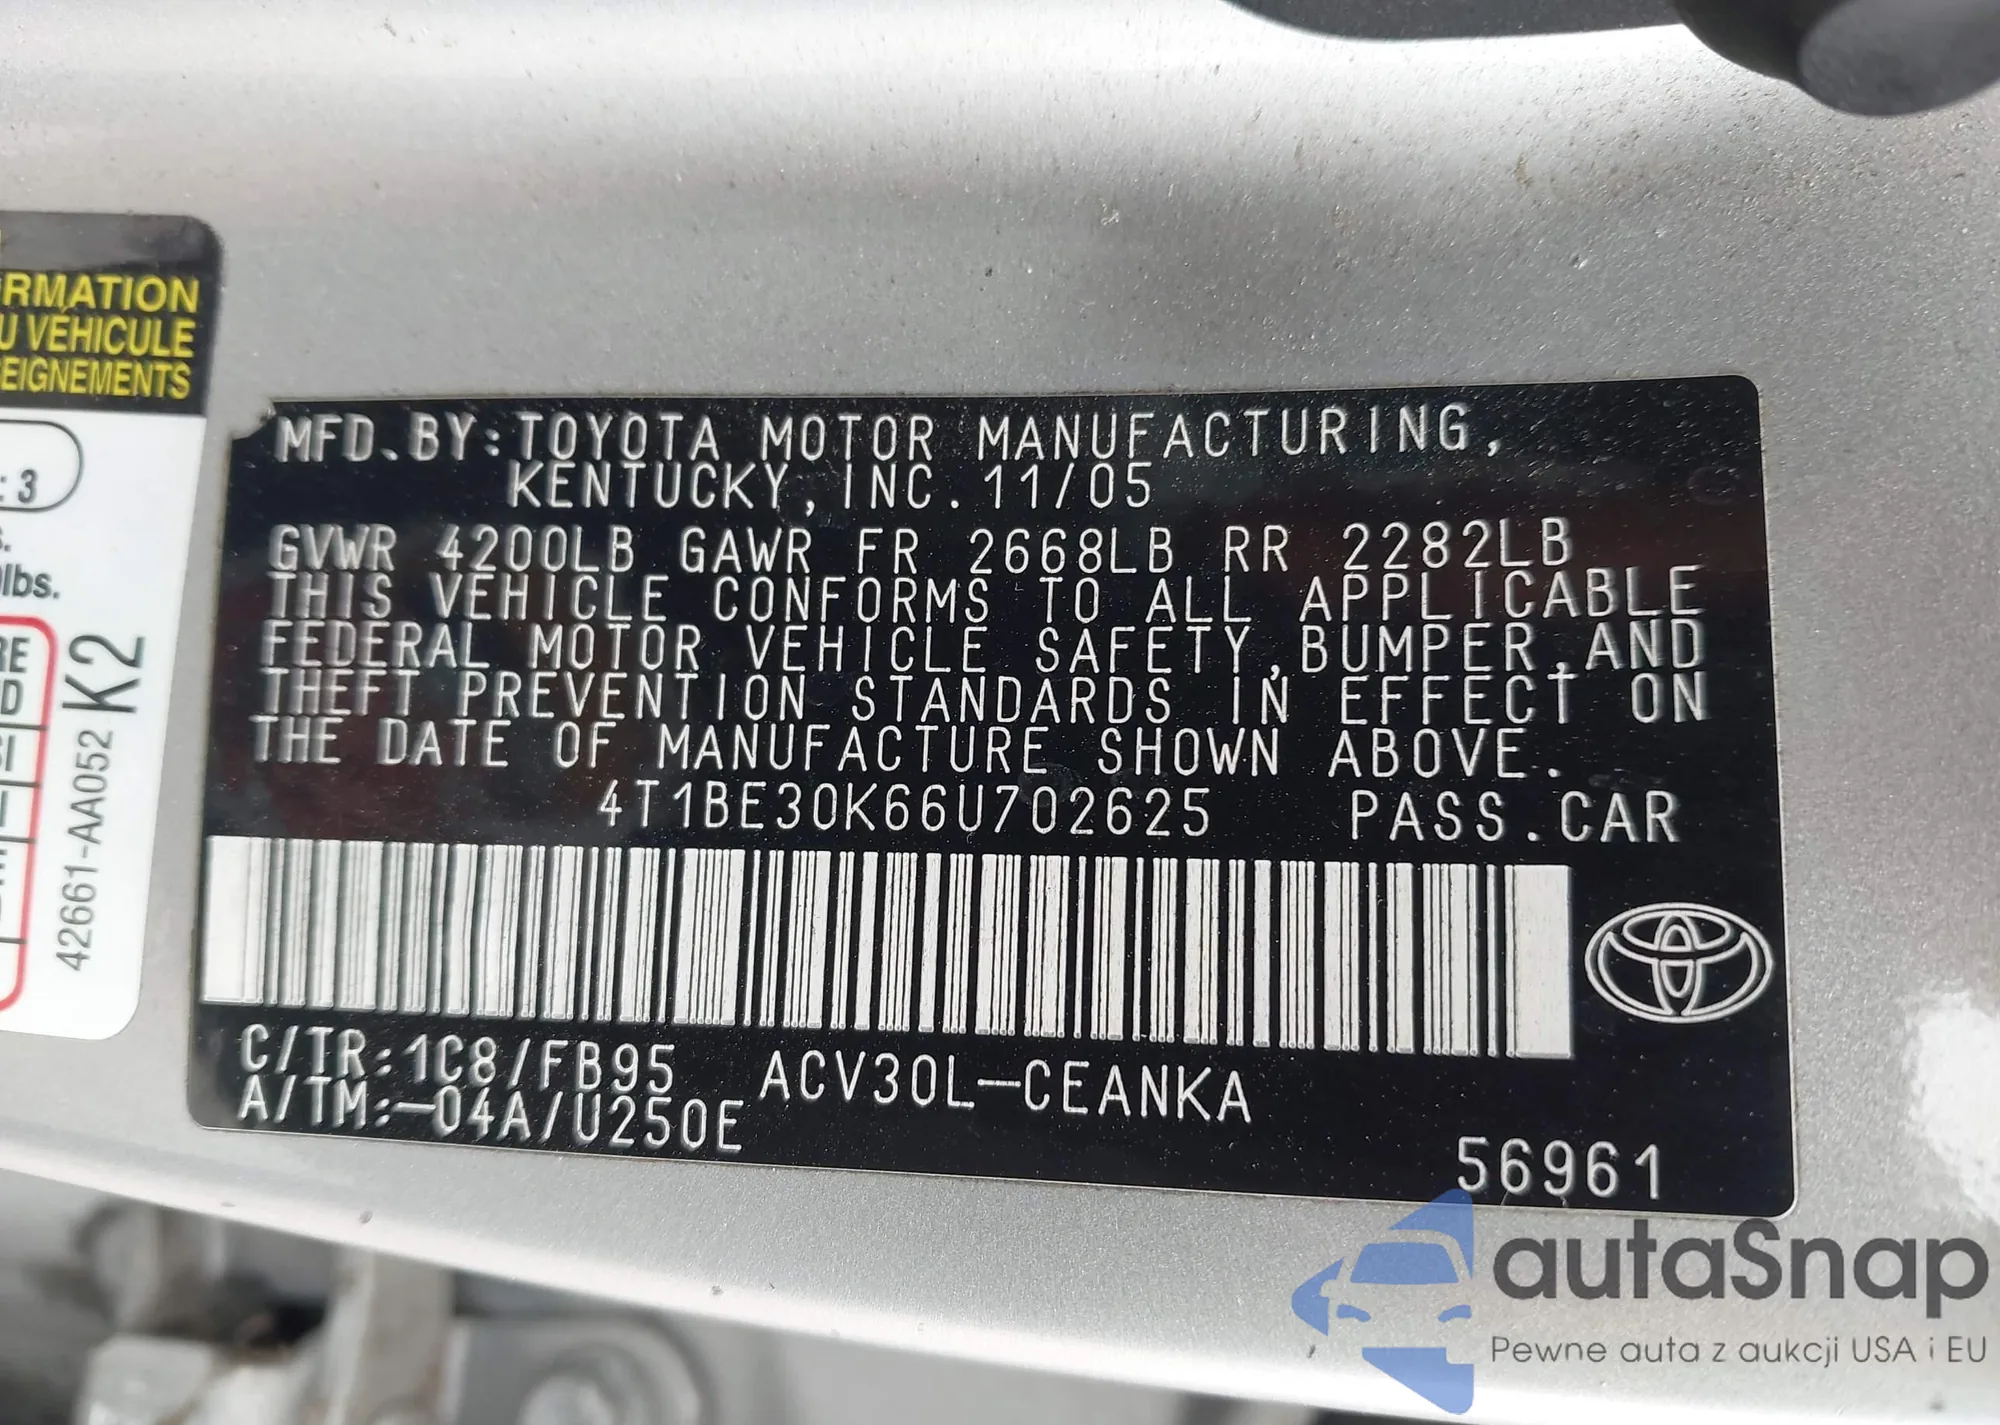 RMATION
U VÉHICULE
EIGNEMENTS
: 3
lbs.
RE
D
SI
42661-AA052 K2
MFD.BY:TOYOTA MOTOR MANUFACTURING,
KENTUCKY,INC.11/05
GVWR 4200LB GAWR FR 2668LB RR 2282LB
THIS VEHICLE CONFORMS TO ALL APPLICABLE
FEDERAL MOTOR VEHICLE SAFETY,BUMPER,AND
THEFT PREVENTION STANDARDS IN EFFECT ON
THE DATE OF MANUFACTURE SHOWN ABOVE.
4T1BE30K66U702625 PASS.CAR
C/TR:1C8/FB95 ACV30L-CEANKA
A/TM:-04A/U250E
56961
autaSnap
Pewne auta z aukcji USA i EU